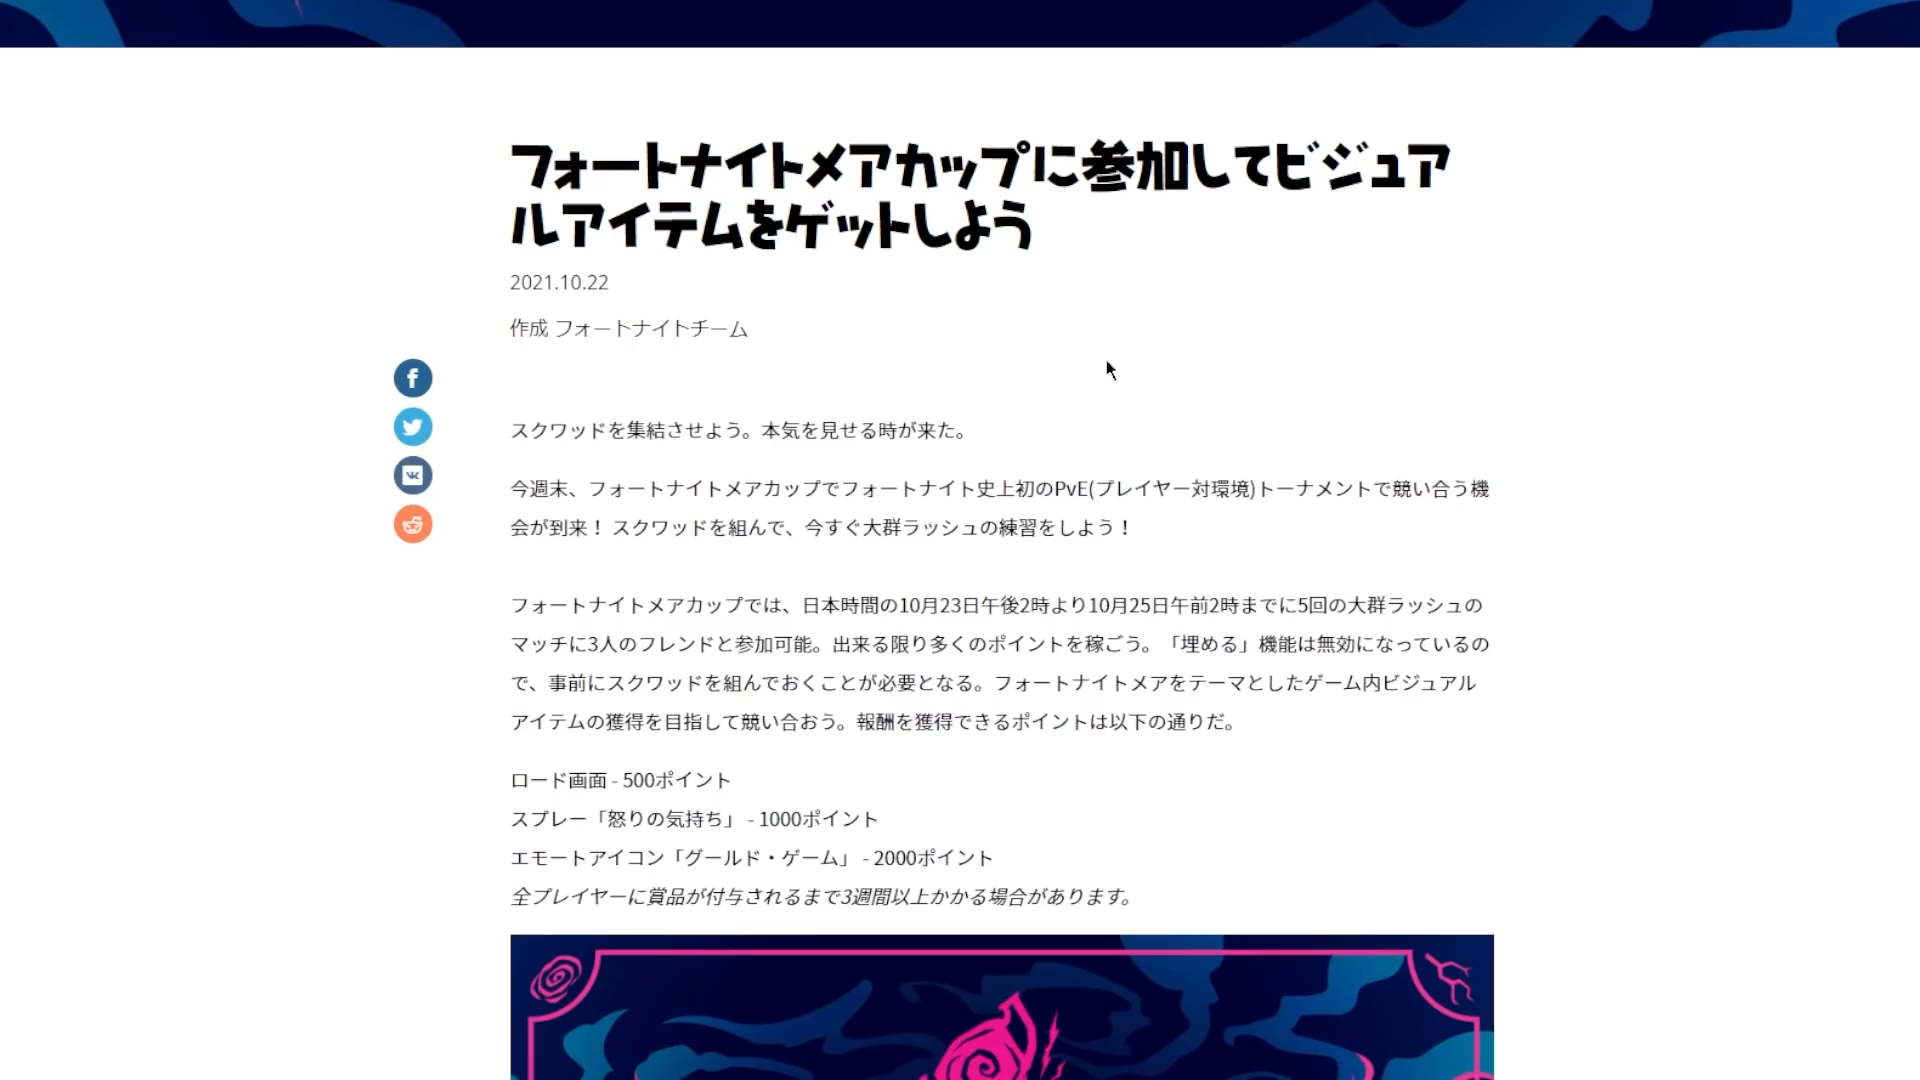 フォートナイトメアカップに参加してビジュア
ルアイテムをゲットしよう
2021.10.22
作成 フォートナイトチーム
スクワッドを集結させよう。本気を見せる時が来た。
今週末、フォートナイトメアカップでフォートナイト史上初のPvE(プレイヤー対環境)トーナメントで競い合う機
会が到来！ スクワッドを組んで、今すぐ大群ラッシュの練習をしよう！
フォートナイトメアカップでは、日本時間の10月23日午後2時より10月25日午前2時までに5回の大群ラッシュの
マッチに3人のフレンドと参加可能。出来る限り多くのポイントを稼ごう。「埋める」機能は無効になっているの
で、事前にスクワッドを組んでおくことが必要となる。フォートナイトメアをテーマとしたゲーム内ビジュアル
アイテムの獲得を目指して競い合おう。報酬を獲得できるポイントは以下の通りだ。
ロード画面 - 500ポイント
スプレー「怒りの気持ち」 - 1000ポイント
エモートアイコン「グールド・ゲーム」 - 2000ポイント
全プレイヤーに賞品が付与されるまで3週間以上かかる場合があります。